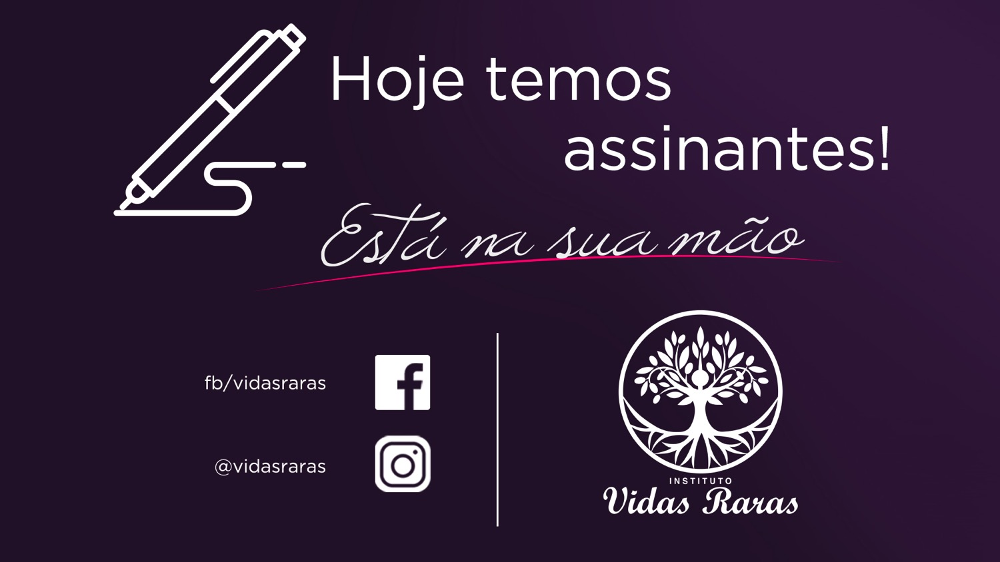 Hoje temos
assinantes!
Está na sua mão
fb/vidasraras
@vidasraras
INSTITUTO
Vidas Raras